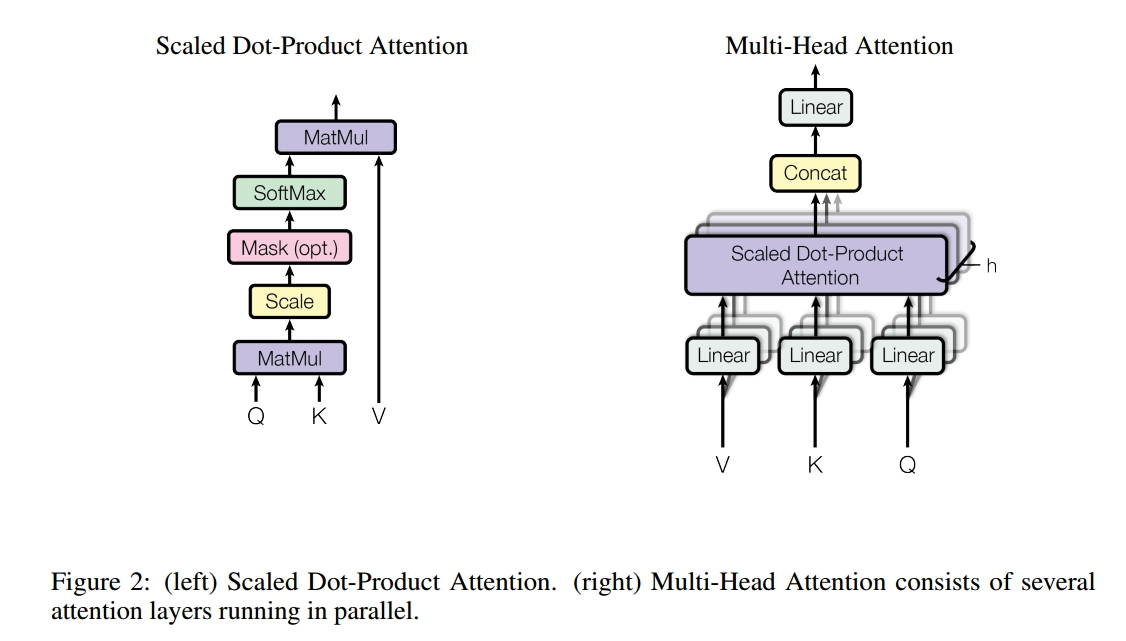 Scaled Dot-Product Attention
MatMul
SoftMax
Mask (opt.)
Scale
MatMul
Q K V
Multi-Head Attention
Linear
Concat
Scaled Dot-Product
Attention
h
Linear Linear Linear
V K Q
Figure 2: (left) Scaled Dot-Product Attention. (right) Multi-Head Attention consists of several
attention layers running in parallel.